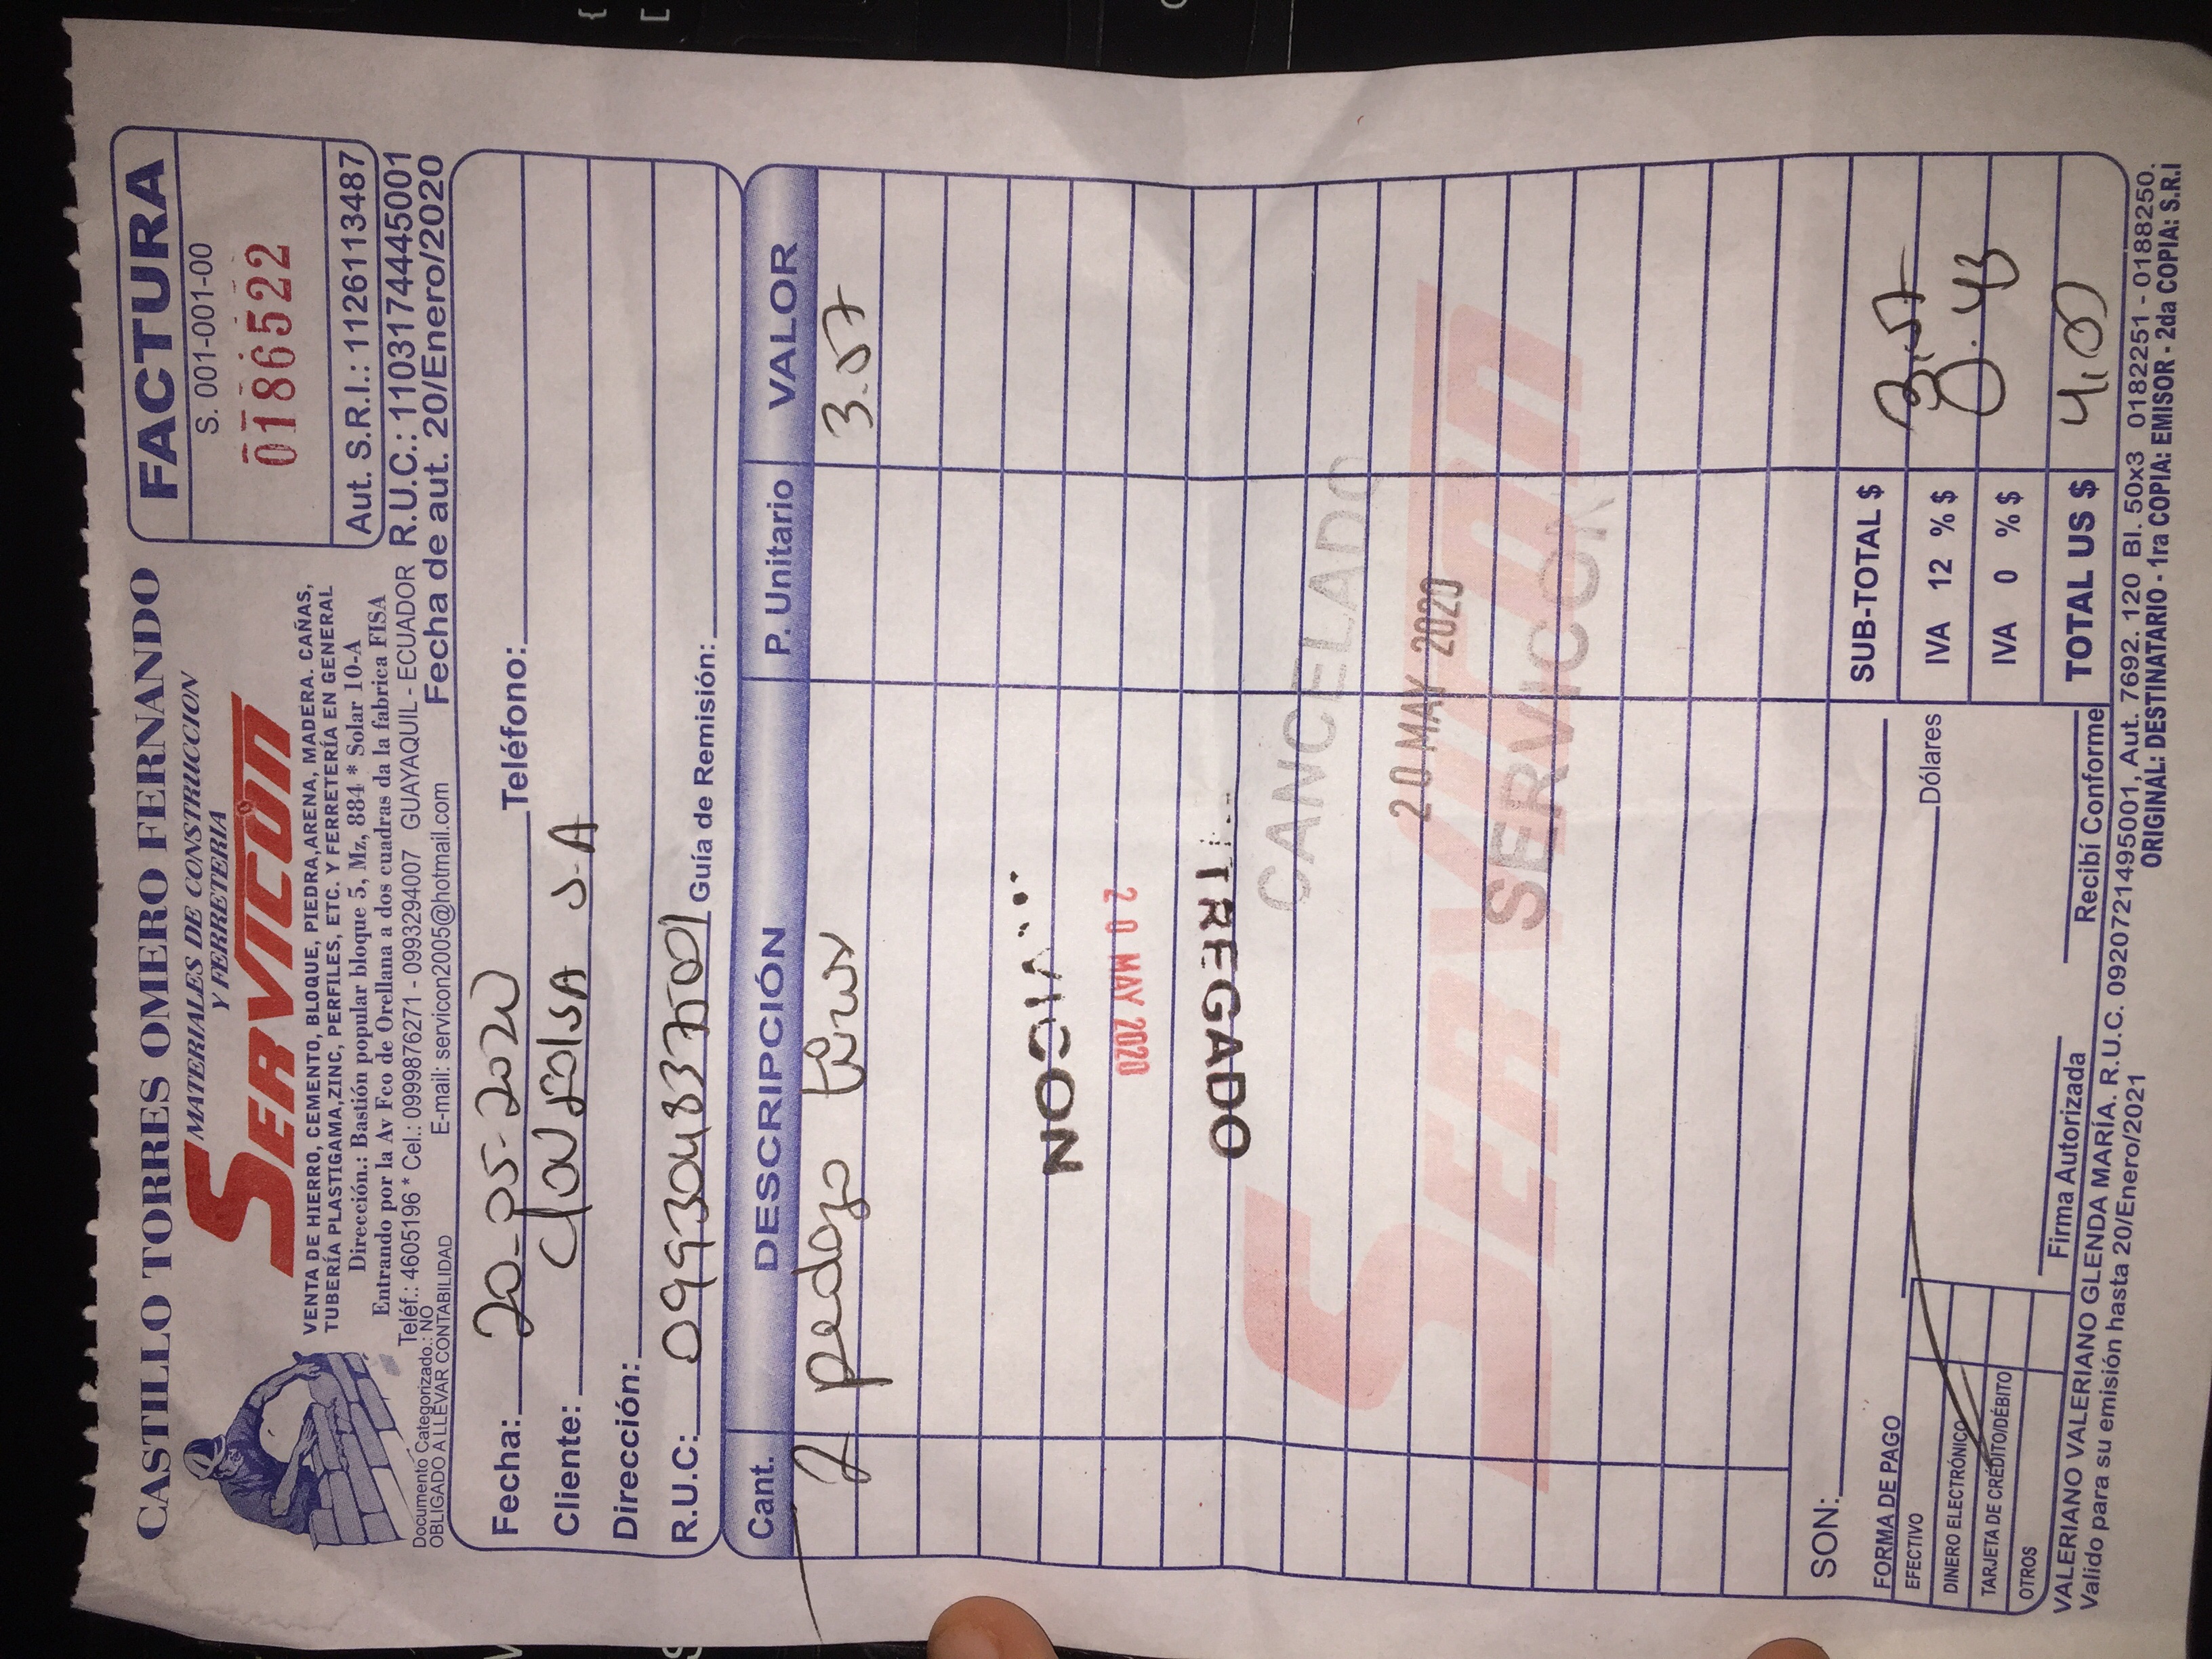 CASTILLO TORRES OMERO FERNANDO
MATERIALES DE CONSTRUCCION
Y FERRETERIA
SERVICON
VENTA DE HIERRO, CEMENTO, BLOQUE, PIEDRA,ARENA, MADERA. CAÑAS,
TUBERÍA PLASTIGAMA,ZINC, PERFILES, ETC. Y FERRETERÍA EN GENERAL
Dirección.: Bastión popular bloque 5, Mz, 884 * Solar 10-A
Entrando por la Av Fco de Orellana a dos cuadras da la fabrica FISA
Teléf.: 4605196 * Cel.: 0999876271 - 0993294007 GUAYAQUIL - ECUADOR
Documento Categorizado.: NO
OBLIGADO A LLEVAR CONTABILIDAD
E-mail: servicon2005@hotmail.com
FACTURA
S. 001-001-00
0186522
Aut. S.R.I.: 1126113487
R.U.C.: 1103174445001
Fecha de aut. 20/Enero/2020
Fecha: 20-05-2020 Teléfono:
Cliente: S.A
Dirección:
R.U.C: 0993048375001 Guía de Remisión:
Cant. DESCRIPCIÓN P. Unitario VALOR
2 pedazo 3.57
VICON
20 MAY 2020
TREGADO
CANCELADO
20 MAY 2020
SERVICON
SERVICON
SON:
Dólares
FORMA DE PAGO
EFECTIVO
DINERO ELECTRÓNICO
TARJETA DE CRÉDITO/DÉBITO
OTROS
Firma Autorizada
Recibí Conforme
SUB-TOTAL $ 3.57
IVA 12 % $ 0.43
IVA 0 % $
TOTAL US $ 4,00
VALERIANO VALERIANO GLENDA MARÍA. R.U.C. 0920721495001, Aut. 7692. 120 Bl. 50x3 0182251 - 0188250.
Valido para su emisión hasta 20/Enero/2021
ORIGINAL: DESTINATARIO - 1ra COPIA: EMISOR - 2da COPIA: S.R.I